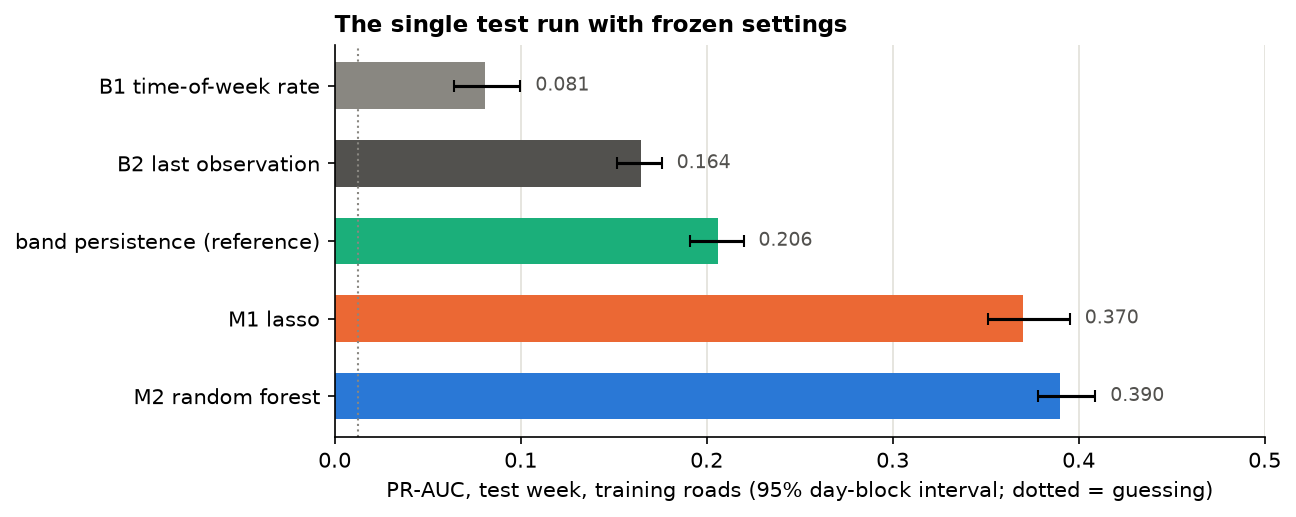 The single test run with frozen settings
B1 time-of-week rate
0.081
B2 last observation
0.164
band persistence (reference)
0.206
M1 lasso
0.370
M2 random forest
0.390
0.0 0.1 0.2 0.3 0.4 0.5
PR-AUC, test week, training roads (95% day-block interval; dotted = guessing)